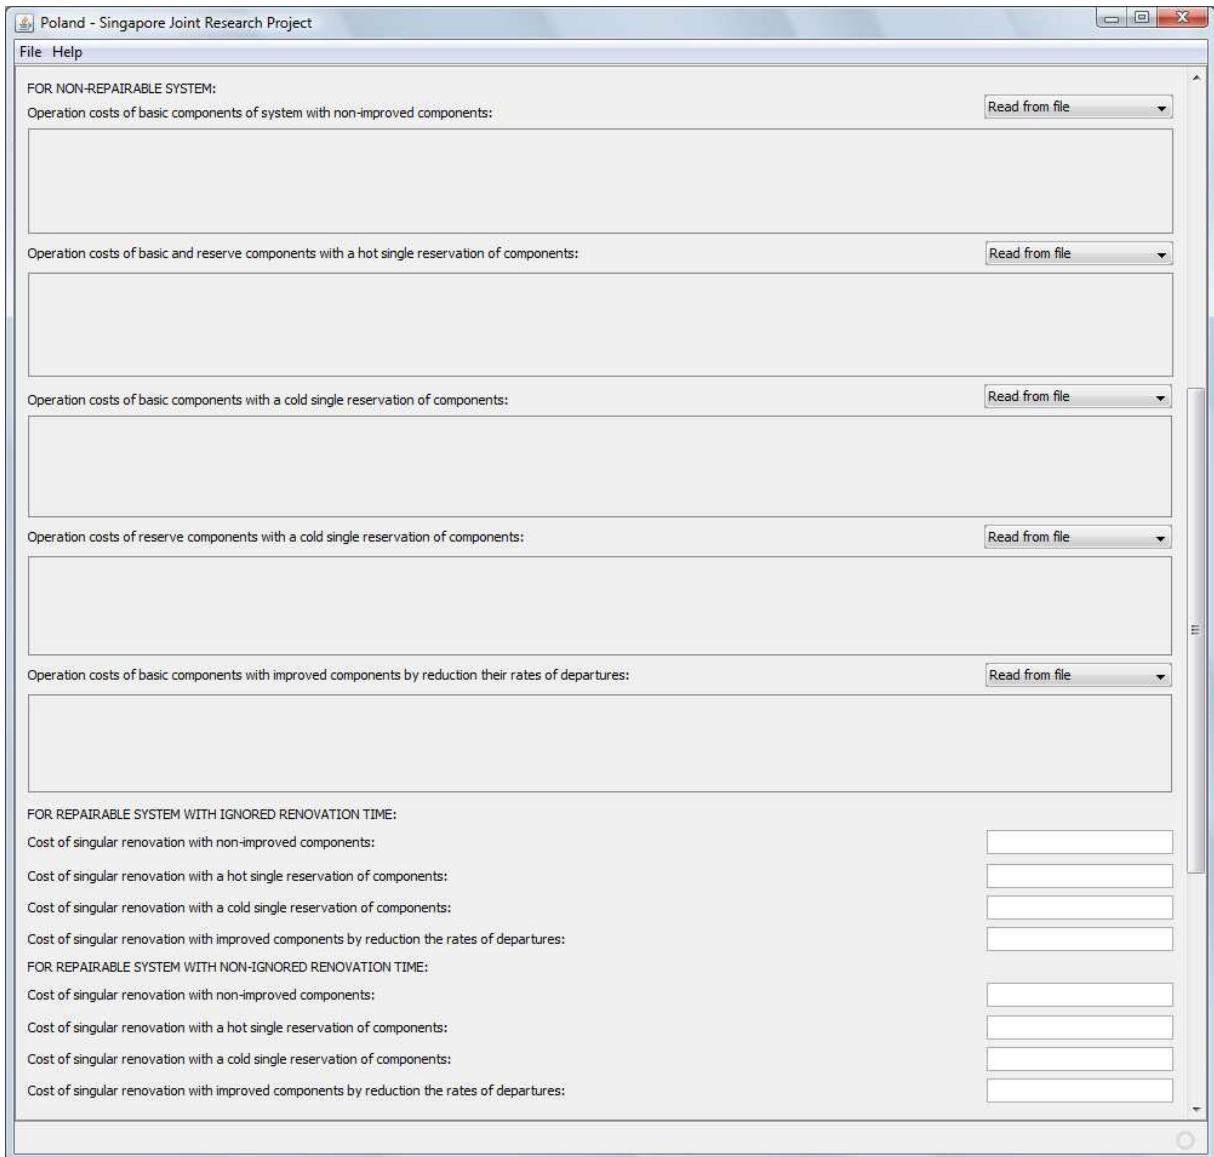 Poland - Singapore Joint Research Project
File Help
FOR NON-REPAIRABLE SYSTEM:
Operation costs of basic components of system with non-improved components: Read from file
Operation costs of basic and reserve components with a hot single reservation of components: Read from file
Operation costs of basic components with a cold single reservation of components: Read from file
Operation costs of reserve components with a cold single reservation of components: Read from file
Operation costs of basic components with improved components by reduction their rates of departures: Read from file
FOR REPAIRABLE SYSTEM WITH IGNORED RENOVATION TIME:
Cost of singular renovation with non-improved components:
Cost of singular renovation with a hot single reservation of components:
Cost of singular renovation with a cold single reservation of components:
Cost of singular renovation with improved components by reduction the rates of departures:
FOR REPAIRABLE SYSTEM WITH NON-IGNORED RENOVATION TIME:
Cost of singular renovation with non-improved components:
Cost of singular renovation with a hot single reservation of components:
Cost of singular renovation with a cold single reservation of components:
Cost of singular renovation with improved components by reduction the rates of departures: